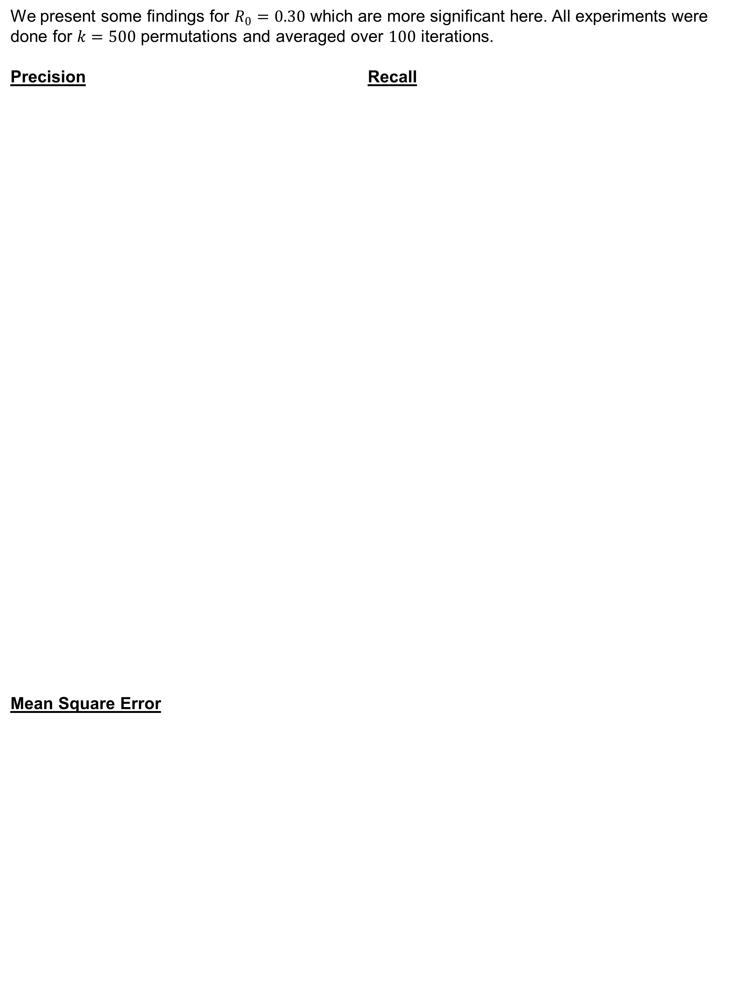 We present some findings for R₀ = 0.30 which are more significant here. All experiments were
done for k = 500 permutations and averaged over 100 iterations.
Precision
Recall
Mean Square Error